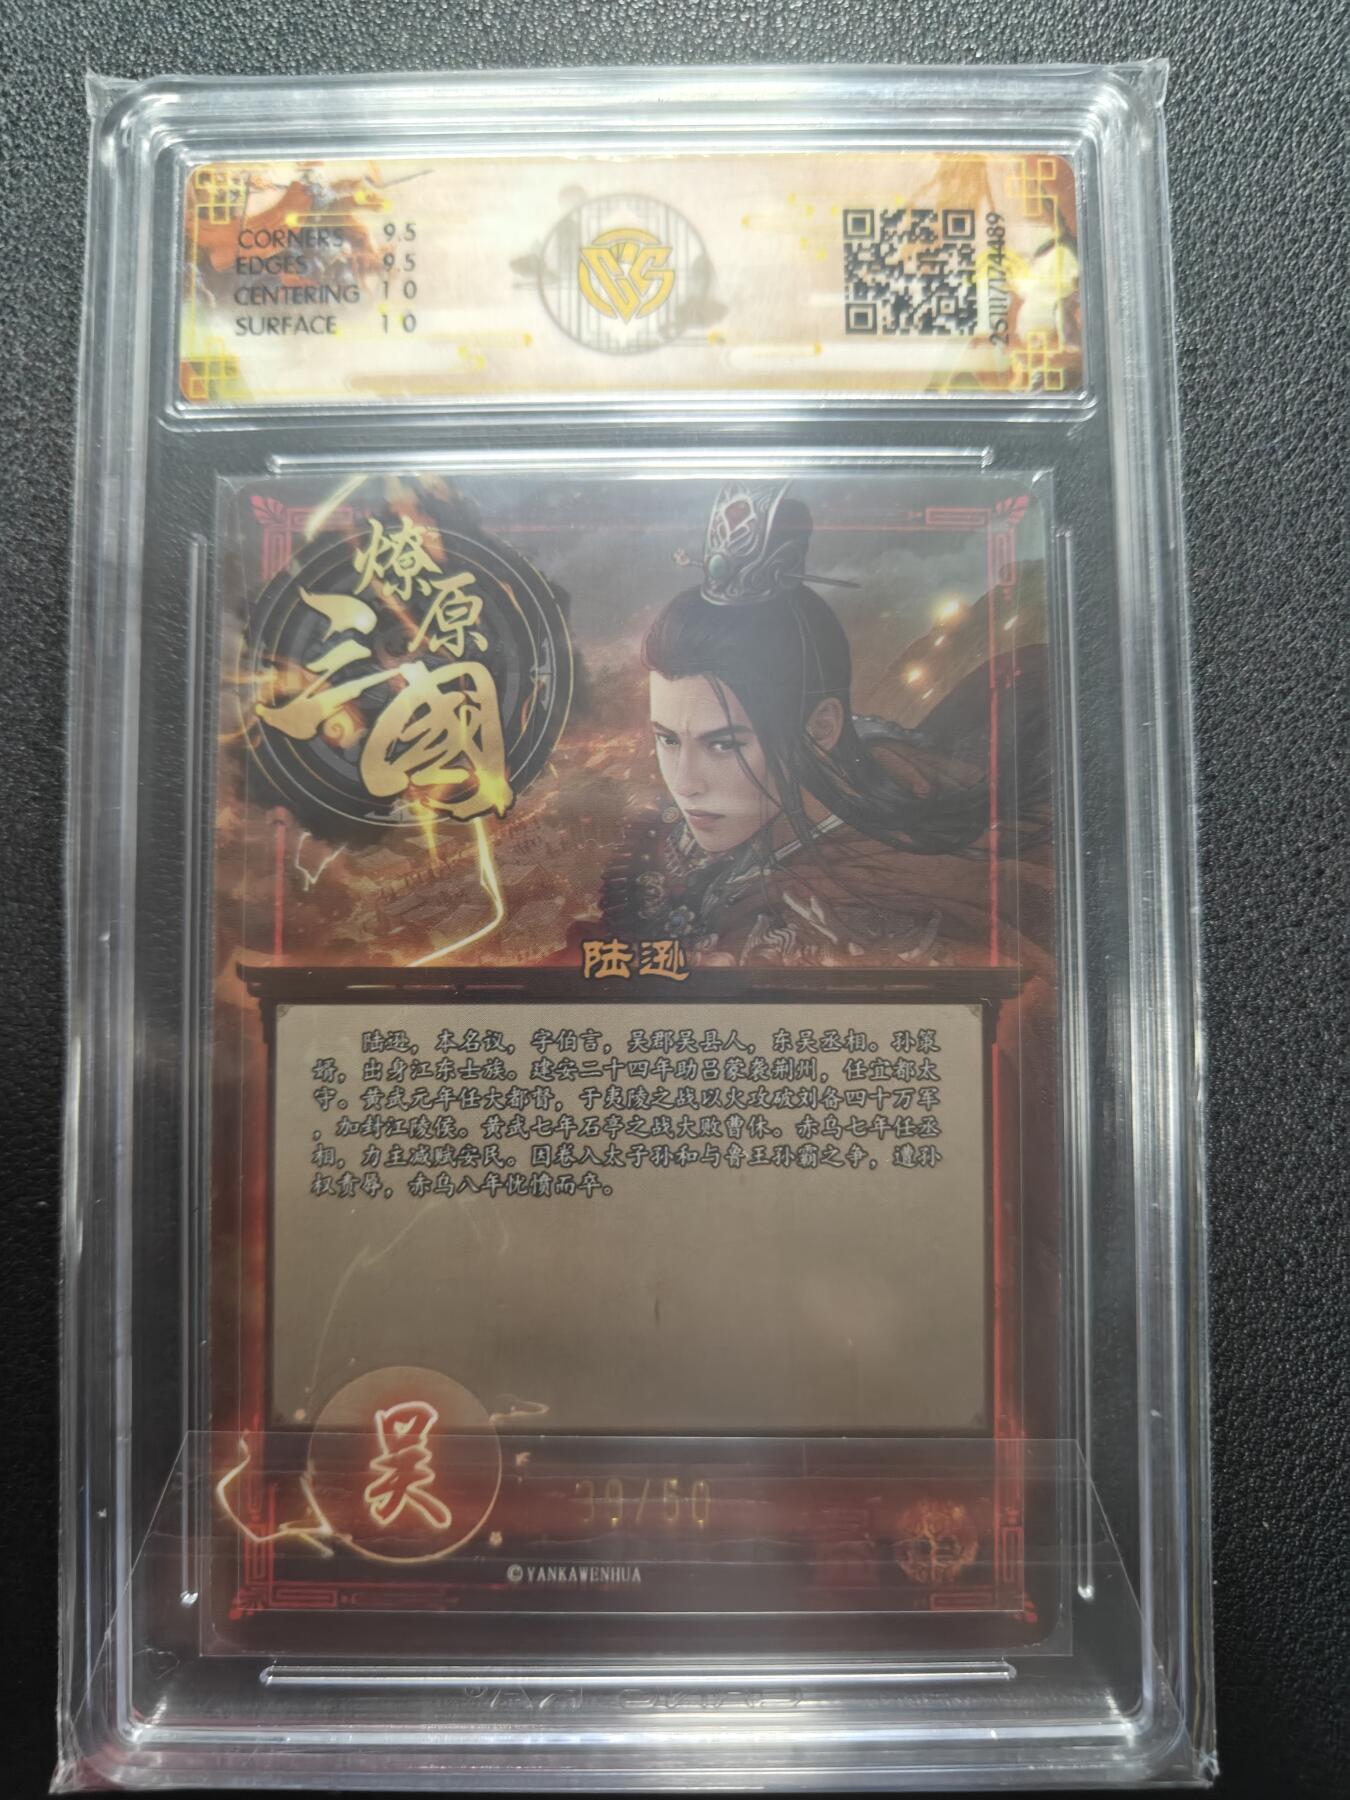 CORNERS 9.5
EDGES 9.5
CENTERING 10
SURFACE 10
CCS
燎原
三國
陆逊
陆逊，本名议，字伯言，吴郡吴县人，东吴丞相。孙策
婿，出身江东士族。建安二十四年助吕蒙袭荆州，任宜都太
守。黄武元年任大都督，于夷陵之战以火攻破刘备四十万军
，加封江陵侯。黄武七年石亭之战大败曹休。赤乌七年任丞
相，力主减赋安民。因卷入太子孙和与鲁王孙霸之争，遭孙
权责辱，赤乌八年忧愤而卒。
吴
39/50
©YANKAWENHUA